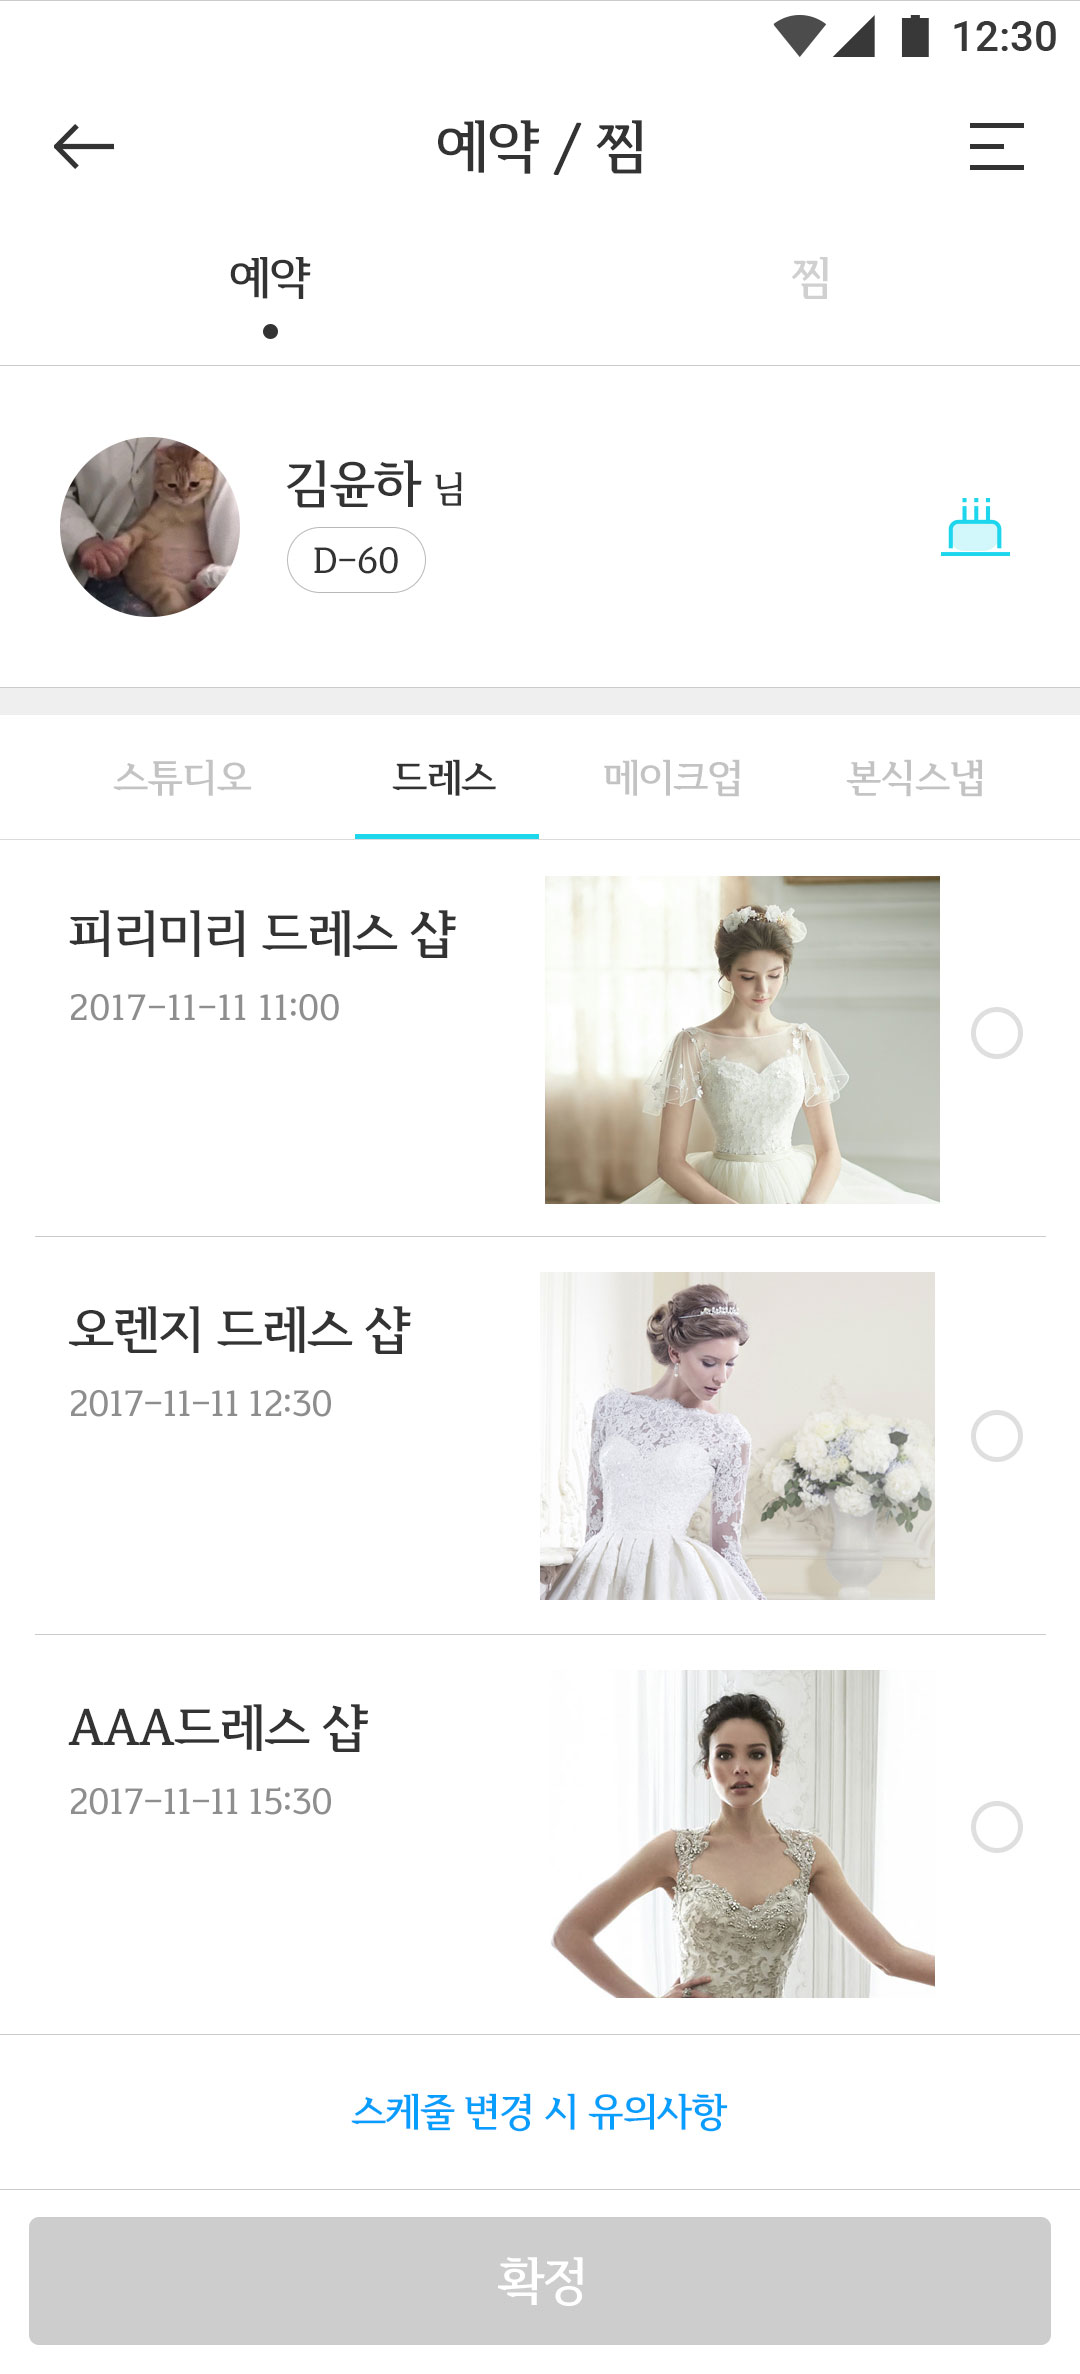 12:30
예약 / 찜
예약
찜
김윤하 님
D-60
스튜디오
드레스
메이크업
본식스냅
피리미리 드레스 샵
2017-11-11 11:00
오렌지 드레스 샵
2017-11-11 12:30
AAA드레스 샵
2017-11-11 15:30
스케줄 변경 시 유의사항
확정